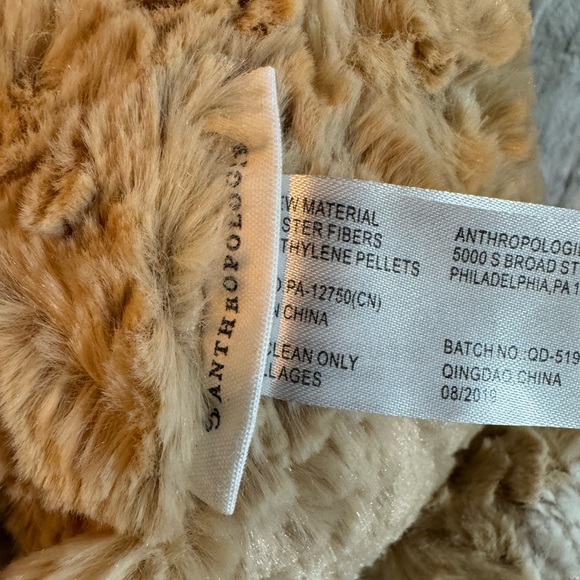 ANTHROPOLOGIE
EW MATERIAL
STER FIBERS
THYLENE PELLETS
PA-12750(CN)
N CHINA
CLEAN ONLY
LAGES
ANTHROPOLOGIE
5000 S BROAD ST
PHILADELPHIA,PA 1
BATCH NO: QD-519
QINGDAO,CHINA
08/2019